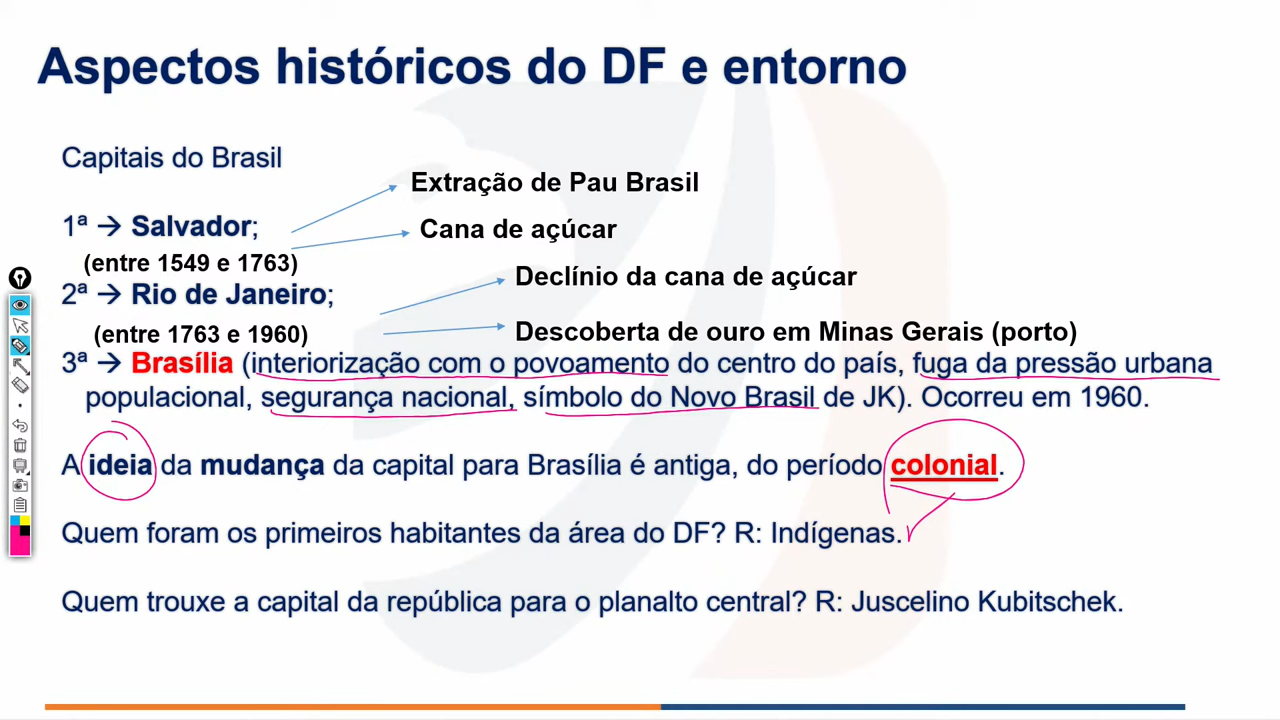 Aspectos históricos do DF e entorno
Capitais do Brasil
Extração de Pau Brasil
1ª → Salvador;
Cana de açúcar
(entre 1549 e 1763)
Declínio da cana de açúcar
2ª → Rio de Janeiro;
(entre 1763 e 1960)
Descoberta de ouro em Minas Gerais (porto)
3ª → Brasília (interiorização com o povoamento do centro do país, fuga da pressão urbana
populacional, segurança nacional, símbolo do Novo Brasil de JK). Ocorreu em 1960.
A ideia da mudança da capital para Brasília é antiga, do período colonial.
Quem foram os primeiros habitantes da área do DF? R: Indígenas.
Quem trouxe a capital da república para o planalto central? R: Juscelino Kubitschek.